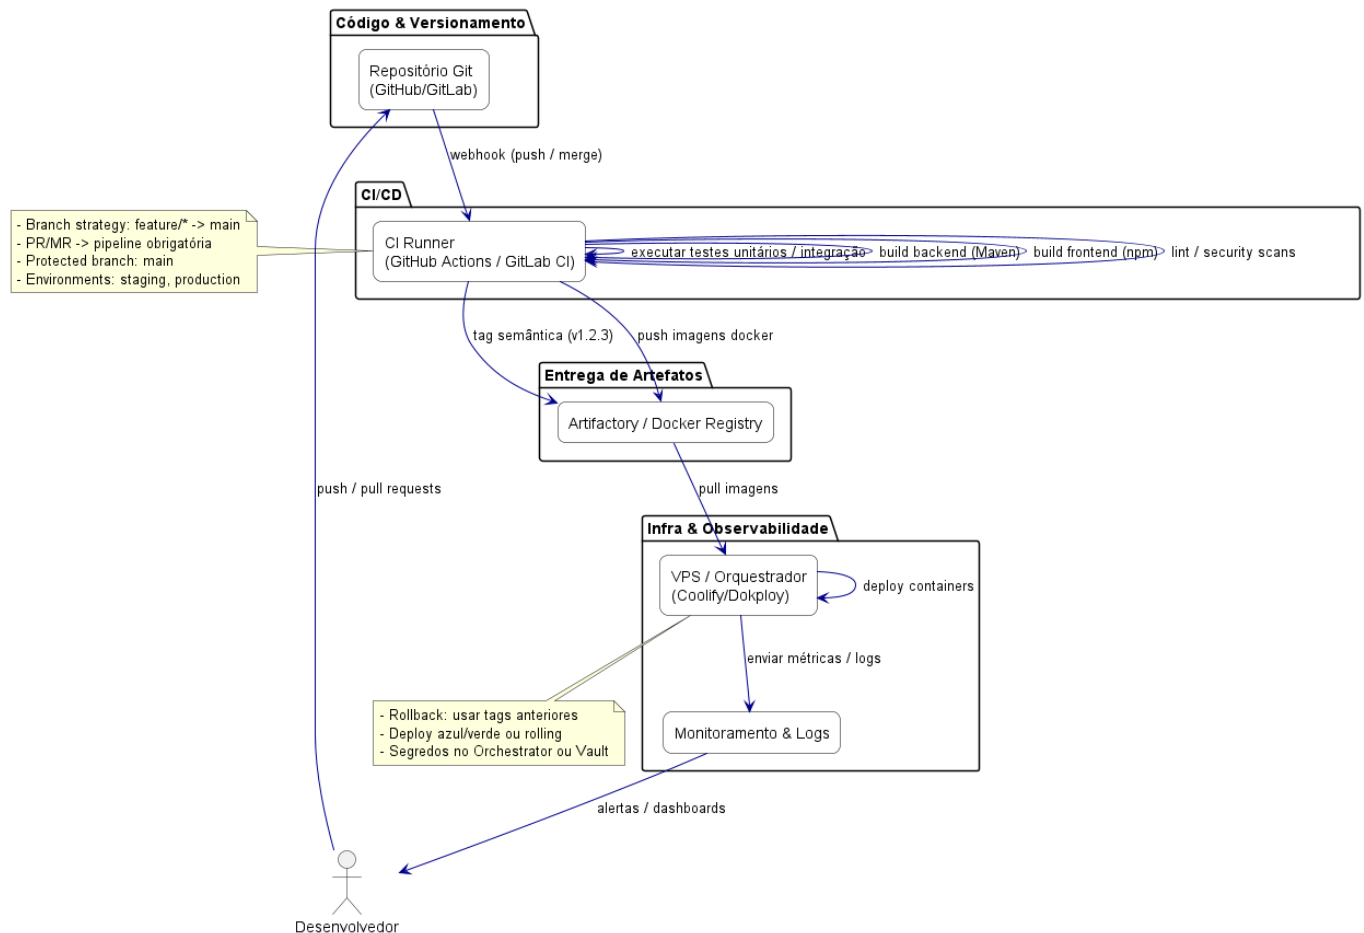 Código & Versionamento
Repositório Git
(GitHub/GitLab)
webhook (push / merge)
CI/CD
- Branch strategy: feature/* -> main
- PR/MR -> pipeline obrigatória
- Protected branch: main
- Environments: staging, production
CI Runner
(GitHub Actions / GitLab CI)
executar testes unitários / integração
build backend (Maven)
build frontend (npm)
lint / security scans
tag semântica (v1.2.3)
push imagens docker
Entrega de Artefatos
Artifactory / Docker Registry
push / pull requests
pull imagens
Infra & Observabilidade
VPS / Orquestrador
(Coolify/Dokploy)
deploy containers
enviar métricas / logs
- Rollback: usar tags anteriores
- Deploy azul/verde ou rolling
- Segredos no Orchestrator ou Vault
Monitoramento & Logs
alertas / dashboards
Desenvolvedor